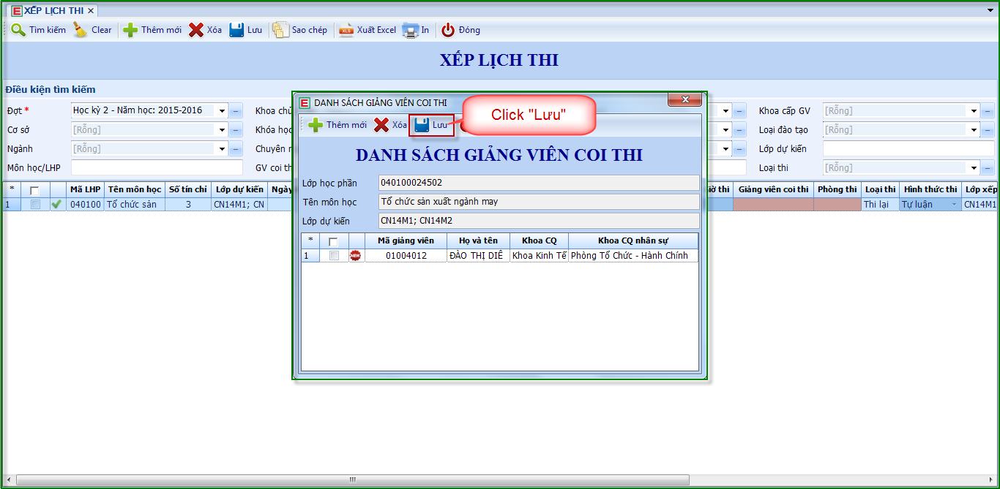 XẾP LỊCH THI
Tìm kiếm Clear Thêm mới Xóa Lưu Sao chép XLS Xuất Excel In Đóng
XẾP LỊCH THI
Điều kiện tìm kiếm
Đợt * Học kỳ 2 - Năm học: 2015-2016 Khoa Khoa cấp GV [Rỗng]
Cơ sở [Rỗng] Khóa học Loại đào tạo [Rỗng]
Ngành [Rỗng] Chuyên Lớp dự kiến
Môn học/LHP GV coi thi Loại thi [Rỗng]
* Mã LHP Tên môn học Số tín chỉ Lớp dự kiến Ngày thi Giảng viên coi thi Phòng thi Loại thi Hình thức thi Lớp xếp
1 040100 Tổ chức sản 3 CN14M1; CN Thi lại Tự luận CN14M1
DANH SÁCH GIẢNG VIÊN COI THI
Thêm mới Xóa Lưu
Click "Lưu"
DANH SÁCH GIẢNG VIÊN COI THI
Lớp học phần 040100024502
Tên môn học Tổ chức sản xuất ngành may
Lớp dự kiến CN14M1; CN14M2
* Mã giảng viên Họ và tên Khoa CQ Khoa CQ nhân sự
1 NEW 01004012 ĐÀO THỊ DIÊ Khoa Kinh Tế Phòng Tổ Chức - Hành Chính